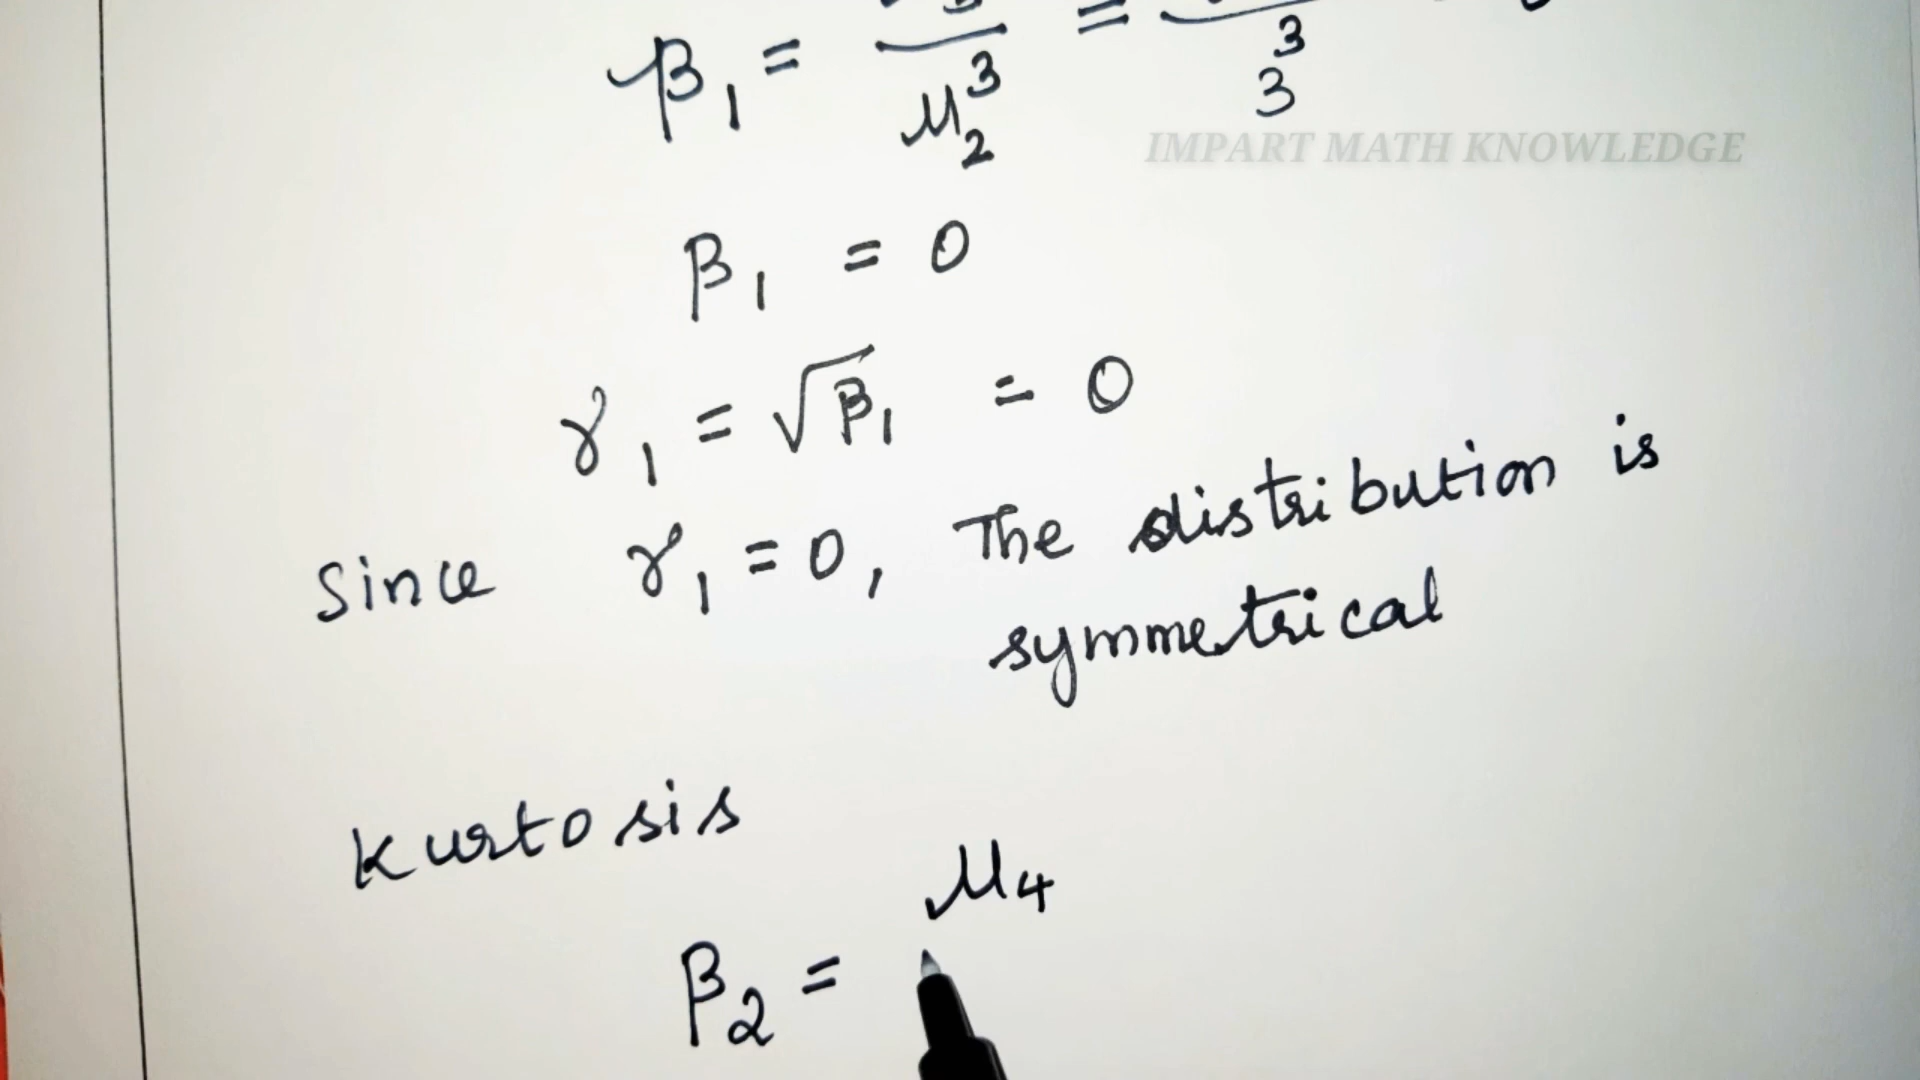 β₁ = / μ₂³ = / 3³
IMPART MATH KNOWLEDGE
β₁ = 0
γ₁ = √β₁ = 0
Since γ₁ = 0, The distribution is
symmetrical
Kurtosis
β₂ = μ₄